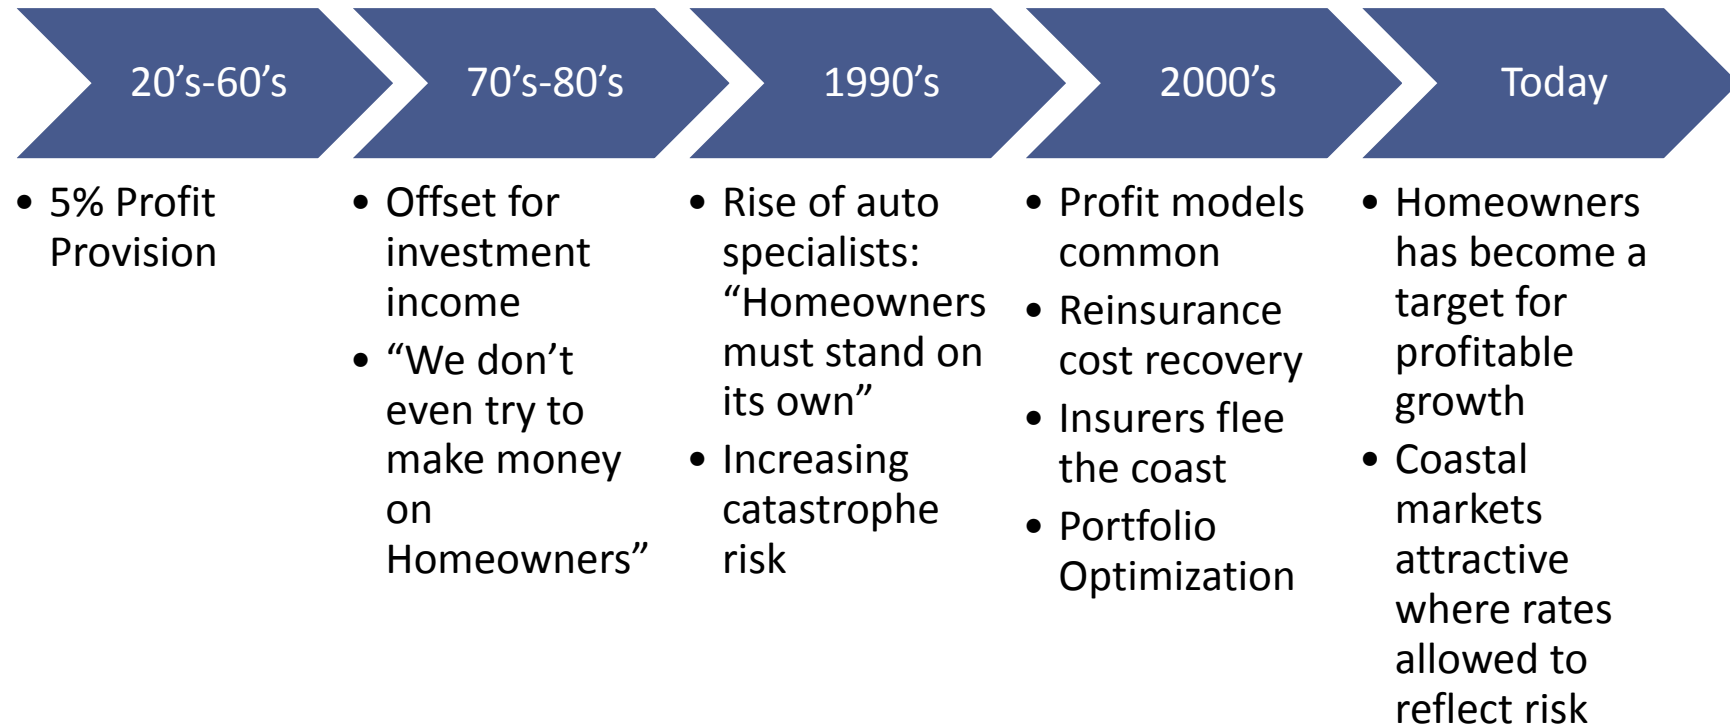 20’s-60’s
70’s-80’s
1990’s
2000’s
Today
• 5% Profit
Provision
• Offset for
investment
income
• “We don’t
even try to
make money
on
Homeowners”
• Rise of auto
specialists:
“Homeowners
must stand on
its own”
• Increasing
catastrophe
risk
• Profit models
common
• Reinsurance
cost recovery
• Insurers flee
the coast
• Portfolio
Optimization
• Homeowners
has become a
target for
profitable
growth
• Coastal
markets
attractive
where rates
allowed to
reflect risk